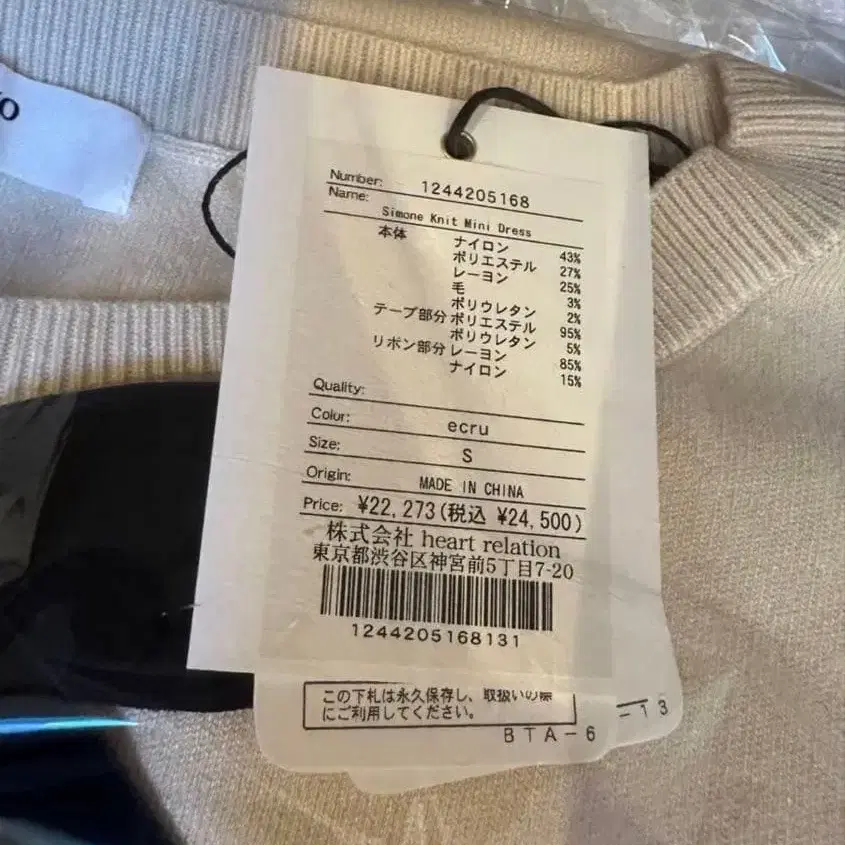 Number: 1244205168
Name: Simone Knit Mini Dress
本体 ナイロン 43%
ポリエステル 27%
レーヨン 25%
毛 3%
ポリウレタン 2%
テープ部分 ポリエステル 95%
ポリウレタン 5%
リボン部分 レーヨン 85%
ナイロン 15%
Quality:
Color: ecru
Size: S
Origin: MADE IN CHINA
Price: ¥22,273(税込 ¥24,500)
株式会社 heart relation
東京都渋谷区神宮前5丁目7-20
1244205168131
この下札は永久保存し、取扱いの際
にご利用してください。
BTA-6
-13